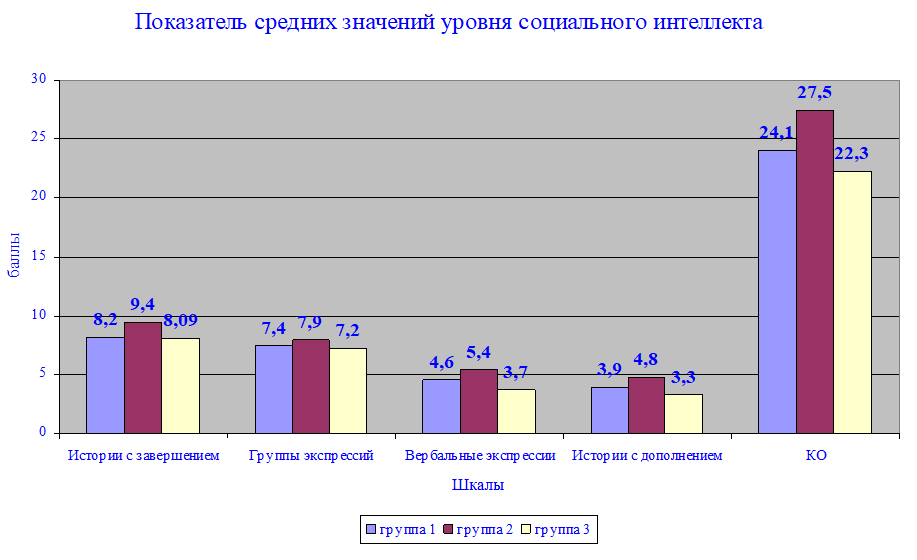 Показатель средних значений уровня социального интеллекта
30
25
20
15
10
5
0
баллы
8,2 9,4 8,09
7,4 7,9 7,2
4,6 5,4 3,7
3,9 4,8 3,3
24,1 27,5 22,3
Истории с завершением Группы экспрессий Вербальные экспрессии Истории с дополнением КО
Шкалы
группа 1 группа 2 группа 3